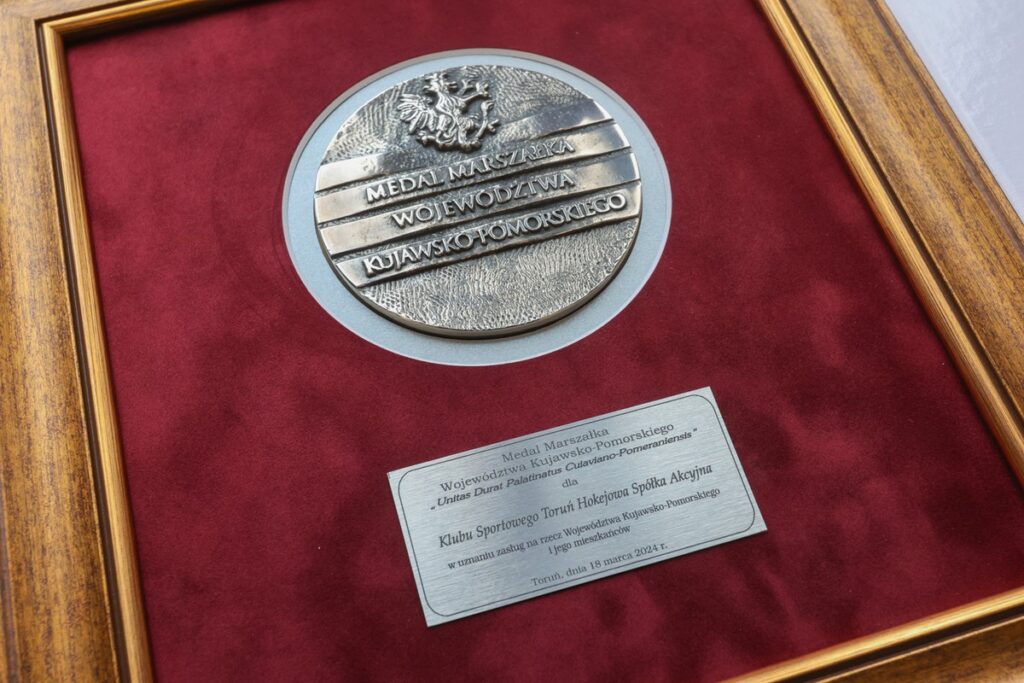 MEDAL MARSZAŁKA
WOJEWÓDZTWA
KUJAWSKO-POMORSKIEGO
Medal Marszałka
Województwa Kujawsko-Pomorskiego
„Unitas Durat Palatinatus Cuiaviano-Pomeraniensis"
dla
Klubu Sportowego Toruń Hokejowa Spółka Akcyjna
w uznaniu zasług na rzecz Województwa Kujawsko-Pomorskiego
i jego mieszkańców
Toruń, dnia 18 marca 2024 r.